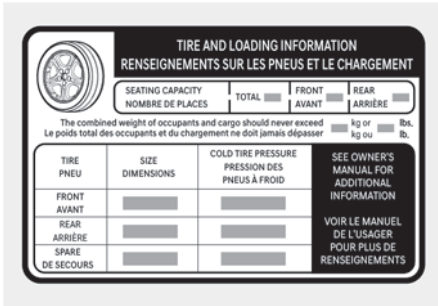 TIRE AND LOADING INFORMATION
RENSEIGNEMENTS SUR LES PNEUS ET LE CHARGEMENT
SEATING CAPACITY
NOMBRE DE PLACES
TOTAL
FRONT
AVANT
REAR
ARRIÈRE
The combined weight of occupants and cargo should never exceed kg or lbs.
Le poids total des occupants et du chargement ne doit jamais dépasser kg ou lb.
TIRE
PNEU
SIZE
DIMENSIONS
COLD TIRE PRESSURE
PRESSION DES
PNEUS À FROID
SEE OWNER'S
MANUAL FOR
ADDITIONAL
INFORMATION
VOIR LE MANUEL
DE L'USAGER
POUR PLUS DE
RENSEIGNEMENTS
FRONT
AVANT
REAR
ARRIÈRE
SPARE
DE SECOURS